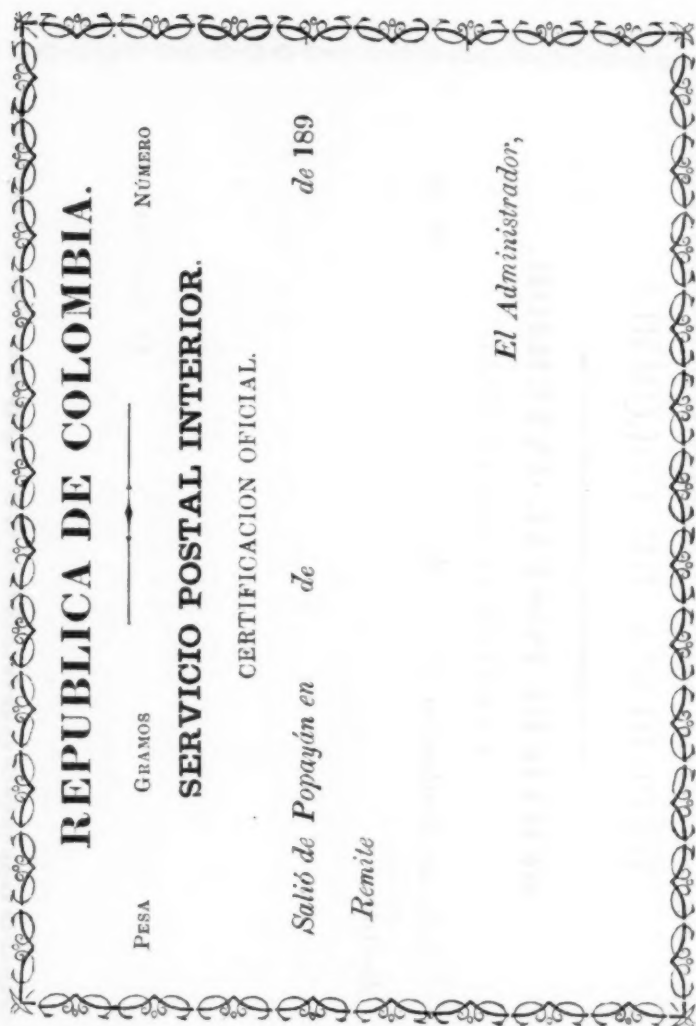 REPUBLICA DE COLOMBIA.
PESA GRAMOS NÚMERO
SERVICIO POSTAL INTERIOR.
CERTIFICACION OFICIAL.
Salió de Popayán en de de 189
Remite
El Administrador,